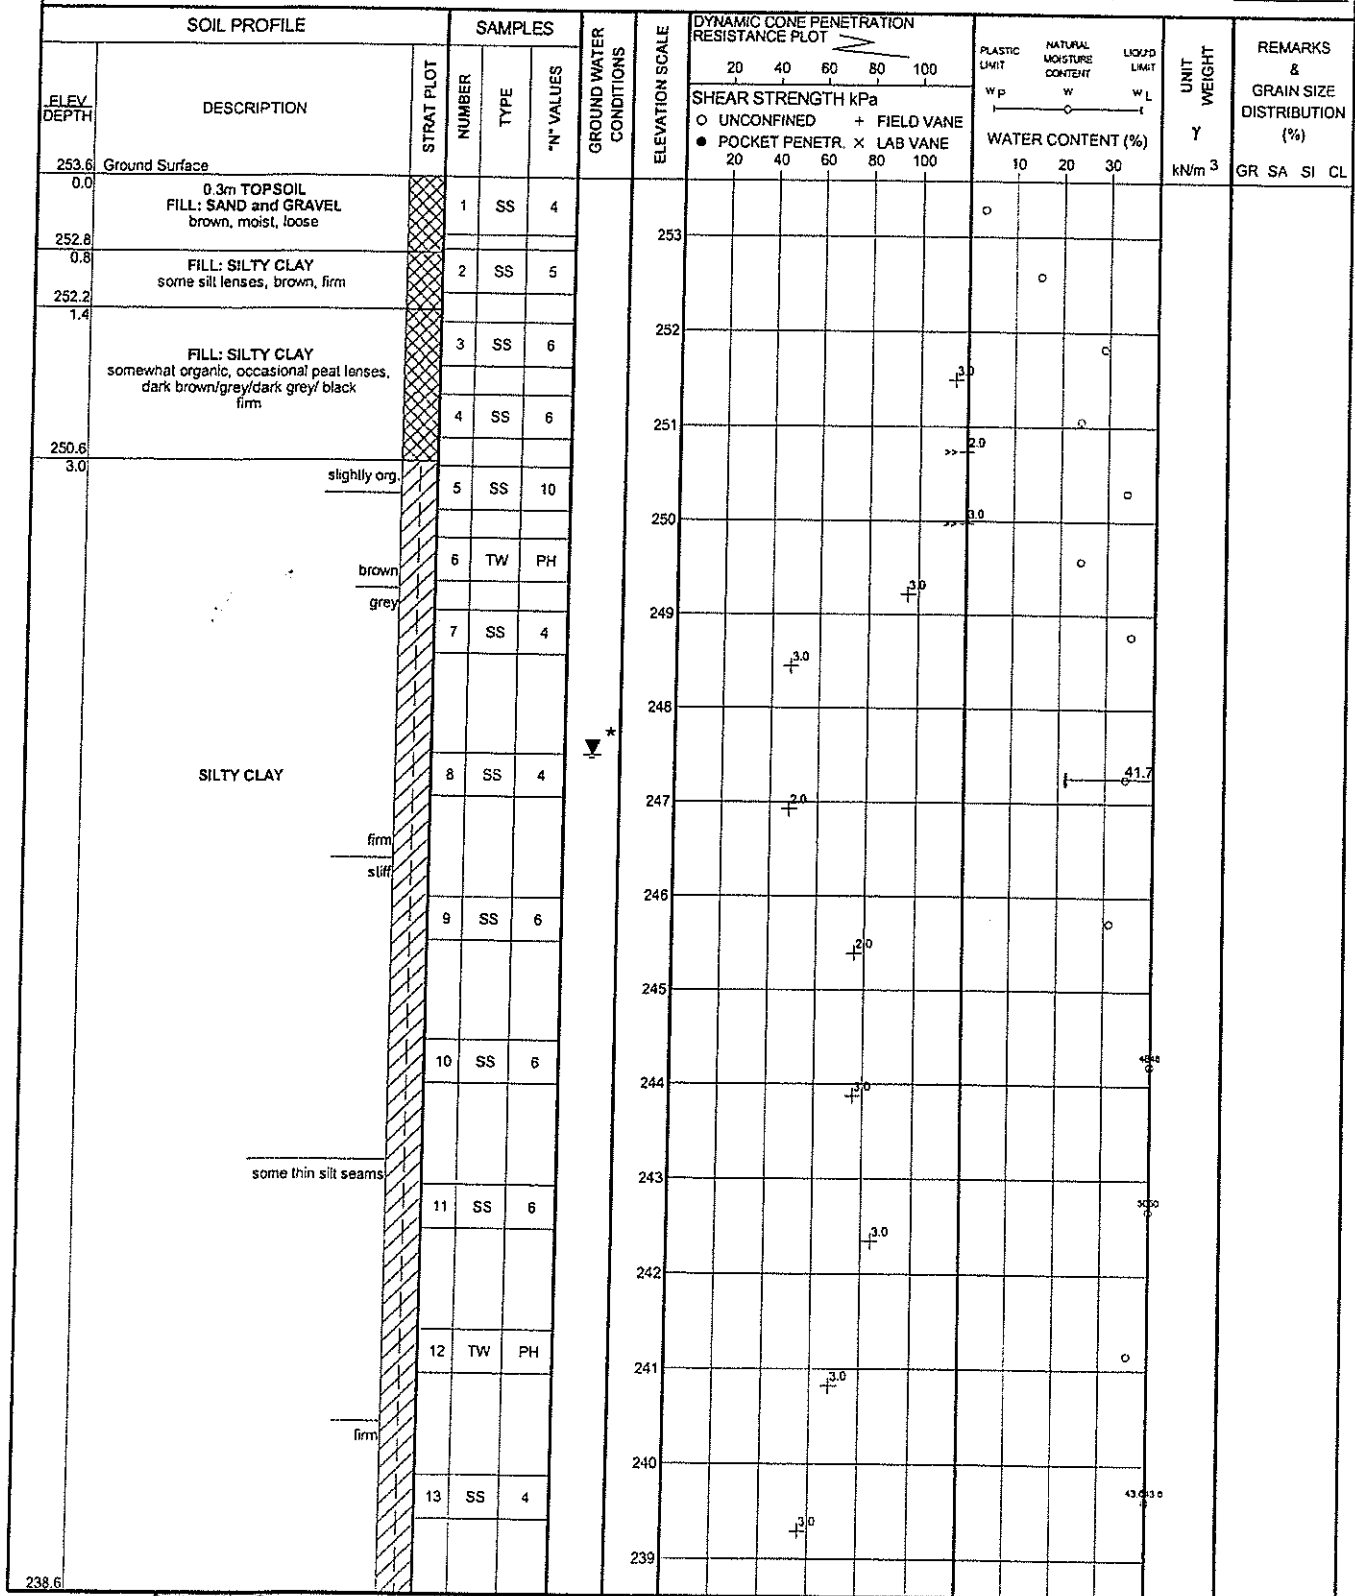 SOIL PROFILE
SAMPLES
GROUND WATER CONDITIONS
ELEVATION SCALE
DYNAMIC CONE PENETRATION
RESISTANCE PLOT
20 40 60 80 100
SHEAR STRENGTH kPa
O UNCONFINED + FIELD VANE
● POCKET PENETR. × LAB VANE
20 40 60 80 100
PLASTIC LIMIT
NATURAL MOISTURE CONTENT
LIQUID LIMIT
WP W WL
WATER CONTENT (%)
10 20 30
UNIT WEIGHT
γ
kN/m 3
REMARKS
&
GRAIN SIZE
DISTRIBUTION
(%)
GR SA SI CL
ELEV
DEPTH
DESCRIPTION
STRAT PLOT
NUMBER
TYPE
"N" VALUES
253.6 Ground Surface
0.0
0.3m TOPSOIL
FILL: SAND and GRAVEL
brown, moist, loose
1 SS 4
253
252.8
0.8
FILL: SILTY CLAY
some silt lenses, brown, firm
2 SS 5
252.2
1.4
252
FILL: SILTY CLAY
somewhat organic, occasional peat lenses,
dark brown/grey/dark grey/ black
firm
3 SS 6
3.0
4 SS 6
251
2.0
250.6
3.0
slightly org.
5 SS 10
250
3.0
brown
6 TW PH
grey
3.0
249
7 SS 4
3.0
248
*
SILTY CLAY
8 SS 4
41.7
247
2.0
firm
stiff
246
9 SS 6
2.0
245
10 SS 6
244
3.0
some thin silt seams
243
11 SS 6
3.0
242
12 TW PH
241
3.0
firm
240
13 SS 4
3.0
239
238.6